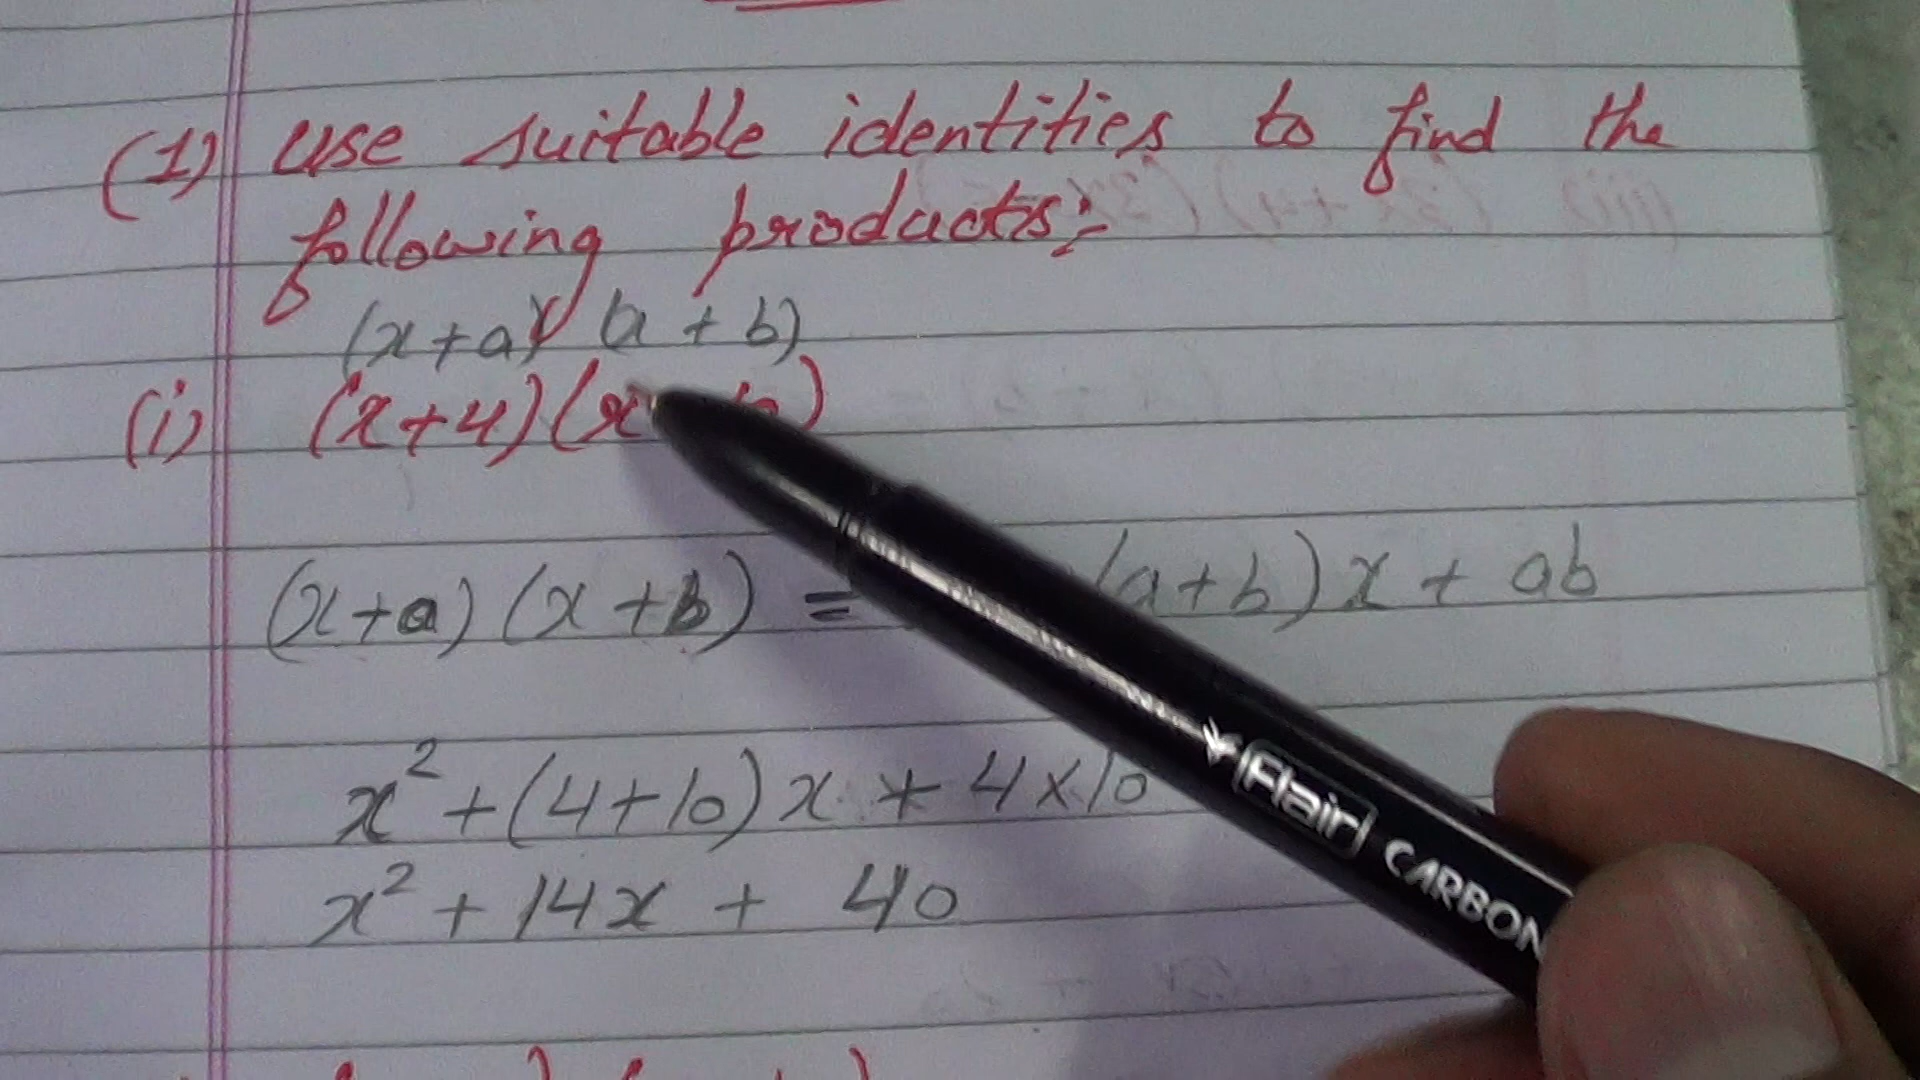 (1) use suitable identities to find the
following products:-
(x+a) (x + b)
(i) (x+4)(x
(x+a) (x+b) = (a+b)x + ab
x² + (4+10)x + 4×10
x² + 14x + 40
Flair CARBON